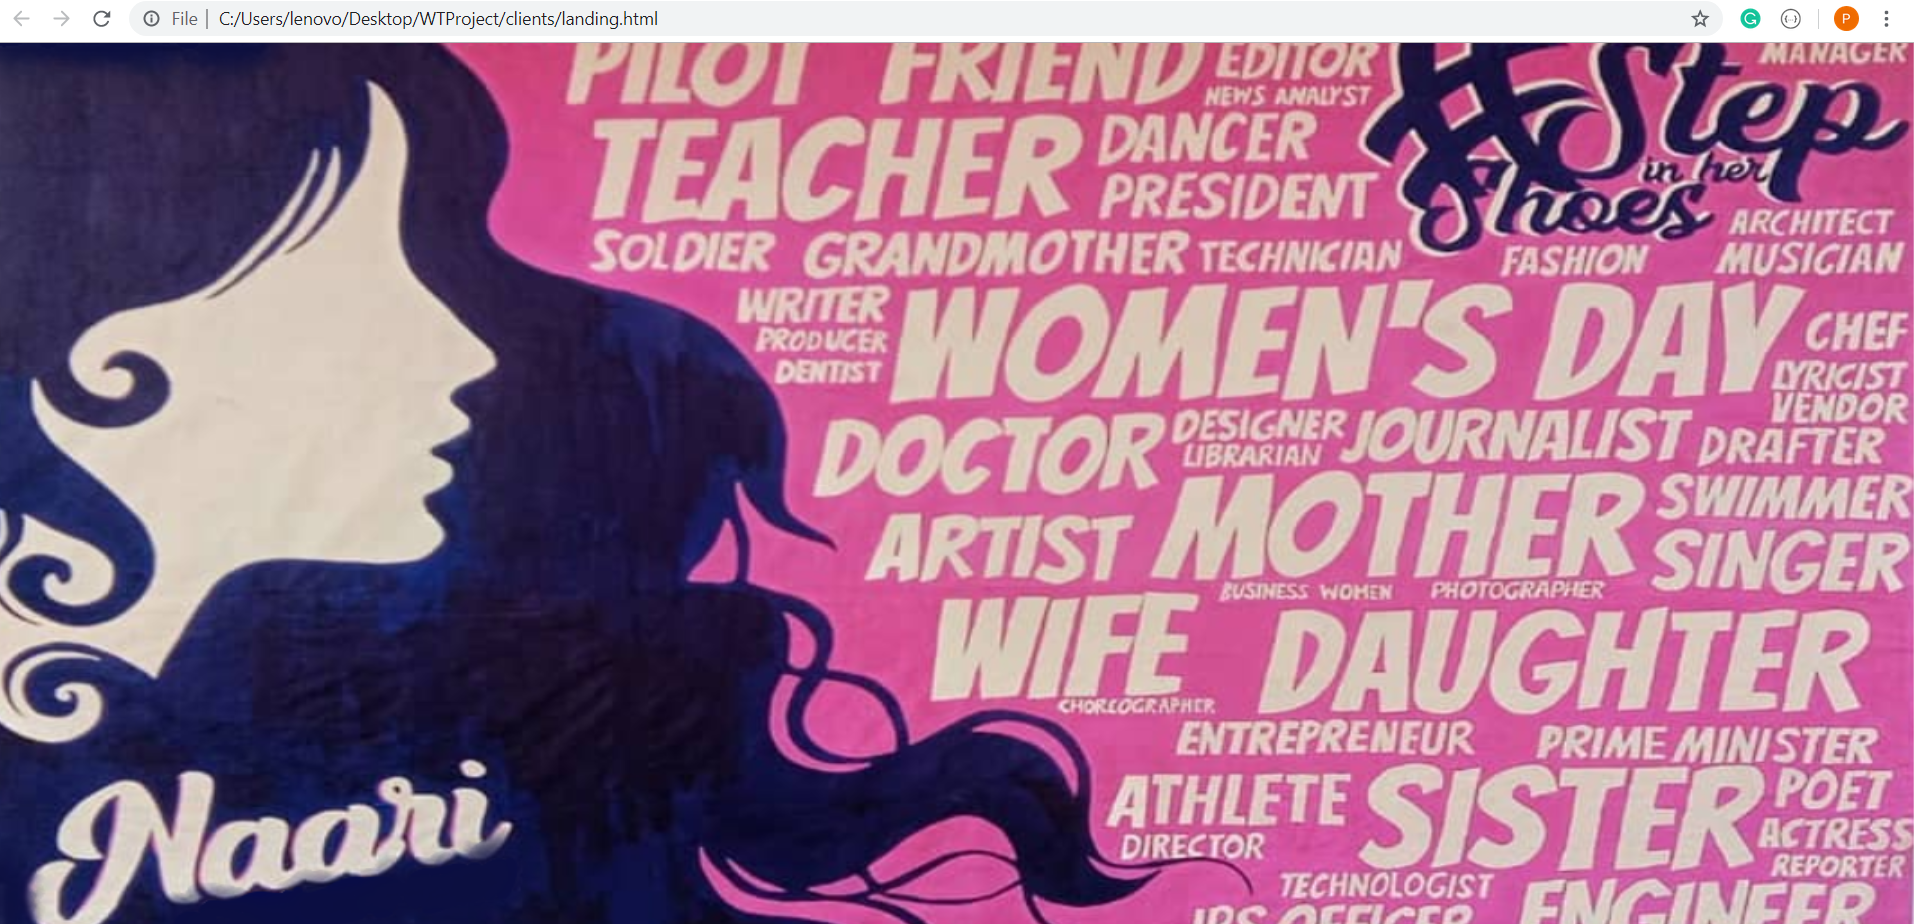 File
C:/Users/lenovo/Desktop/WTProject/clients/landing.html
P
PILOT FRIEND EDITOR
NEWS ANALYST
MANAGER
#Step
in her
Shoes
TEACHER DANCER
PRESIDENT
ARCHITECT
SOLDIER GRANDMOTHER TECHNICIAN FASHION MUSICIAN
WRITER
PRODUCER
DENTIST
WOMEN'S DAY CHEF
LYRICIST
VENDOR
DOCTOR DESIGNER
LIBRARIAN
JOURNALIST DRAFTER
ARTIST MOTHER SWIMMER
SINGER
BUSINESS WOMEN PHOTOGRAPHER
WIFE DAUGHTER
CHOREOGRAPHER
ENTREPRENEUR PRIME MINISTER
ATHLETE SISTER POET
DIRECTOR
ACTRESS
REPORTER
TECHNOLOGIST ENGINEER
IPS OFFICER
Naari